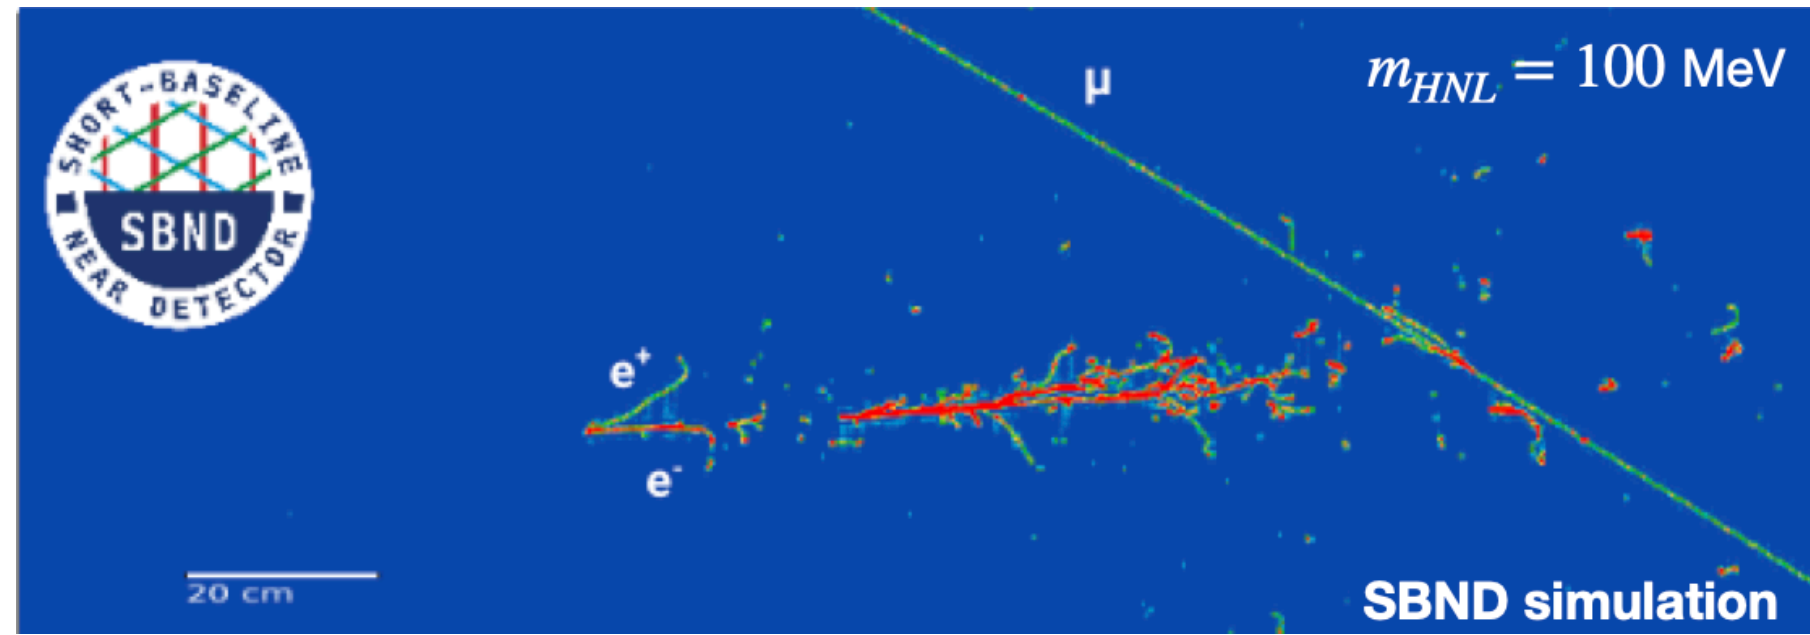 SHORT-BASELINE
SBND
NEAR DETECTOR
μ
m_HNL = 100 MeV
e⁺
e⁻
20 cm
SBND simulation